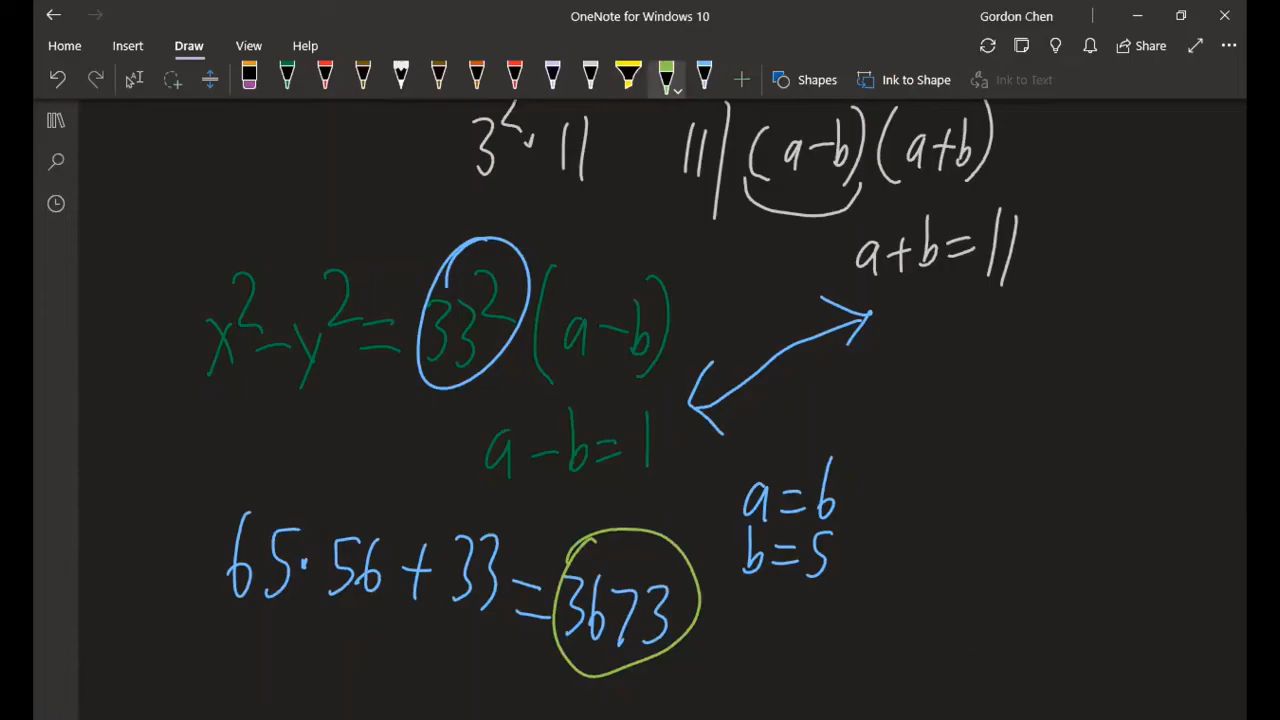 OneNote for Windows 10
Gordon Chen
Home Insert Draw View Help
Share
Shapes Ink to Shape Ink to Text
3². 11 11|(a-b)(a+b)
a+b=11
x²-y²=33²(a-b)
a-b=1
a=6
b=5
65·56+33=3673